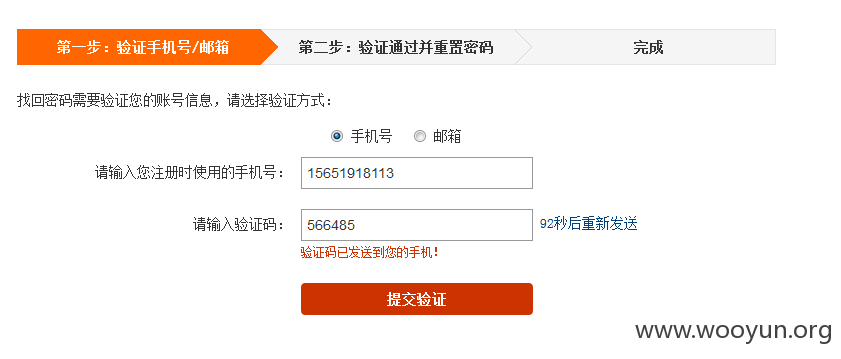 第一步：验证手机号/邮箱 第二步：验证通过并重置密码 完成
找回密码需要验证您的账号信息，请选择验证方式：
手机号 邮箱
请输入您注册时使用的手机号： 15651918113
请输入验证码： 566485 92秒后重新发送
验证码已发送到您的手机！
提交验证
www.wooyun.org